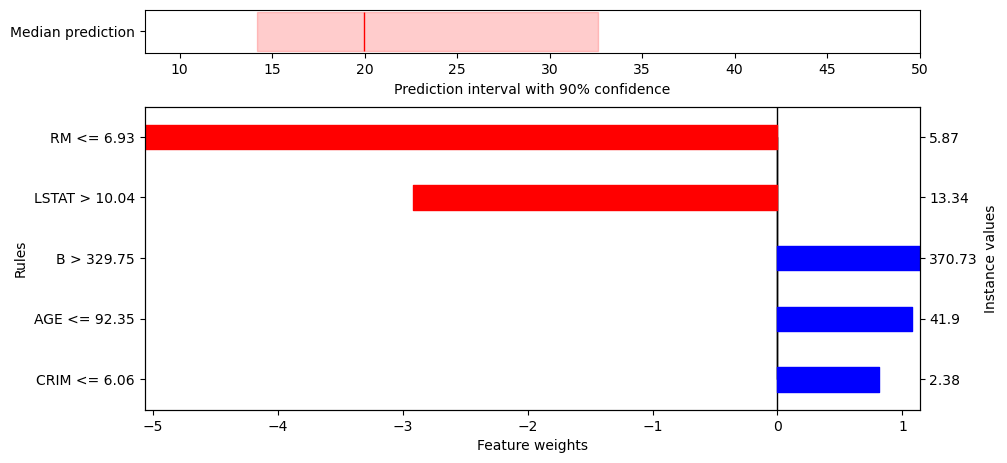 Median prediction
10 15 20 25 30 35 40 45 50
Prediction interval with 90% confidence
RM <= 6.93 5.87
LSTAT > 10.04 13.34
B > 329.75 370.73
AGE <= 92.35 41.9
CRIM <= 6.06 2.38
Rules
Instance values
−5 −4 −3 −2 −1 0 1
Feature weights